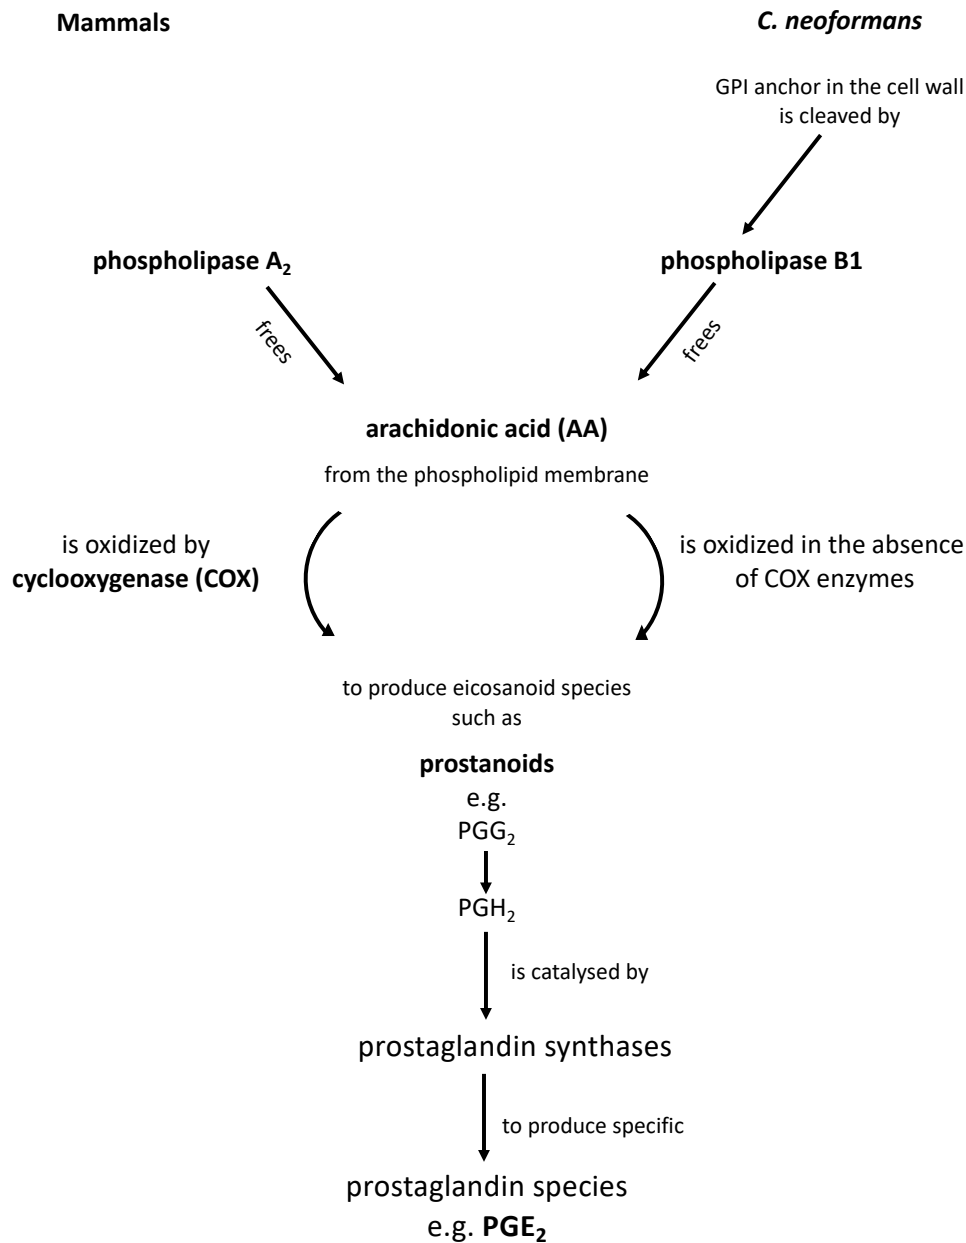 Mammals
C. neoformans
GPI anchor in the cell wall
is cleaved by
phospholipase A₂
phospholipase B1
frees
frees
arachidonic acid (AA)
from the phospholipid membrane
is oxidized by
cyclooxygenase (COX)
is oxidized in the absence
of COX enzymes
to produce eicosanoid species
such as
prostanoids
e.g.
PGG₂
PGH₂
is catalysed by
prostaglandin synthases
to produce specific
prostaglandin species
e.g. PGE₂